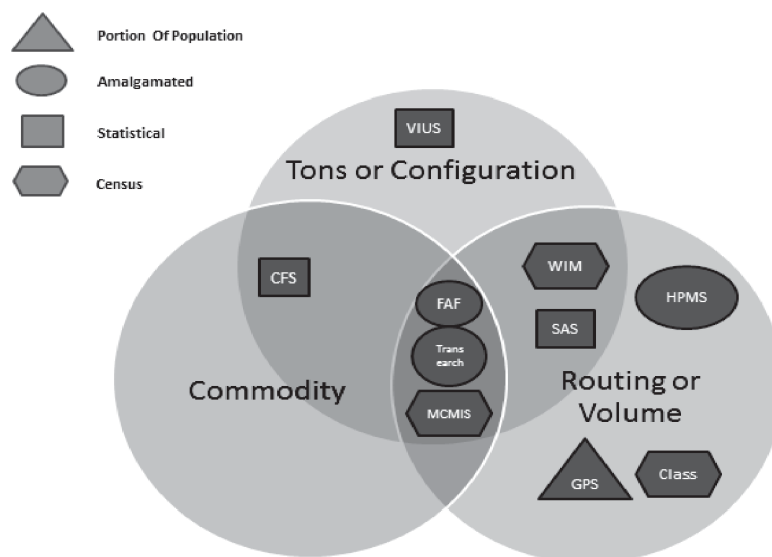 Portion Of Population
Amalgamated
Statistical
Census
VIUS
Tons or Configuration
CFS
WIM
FAF
HPMS
SAS
Trans
earch
Commodity
Routing or
Volume
MCMIS
GPS
Class